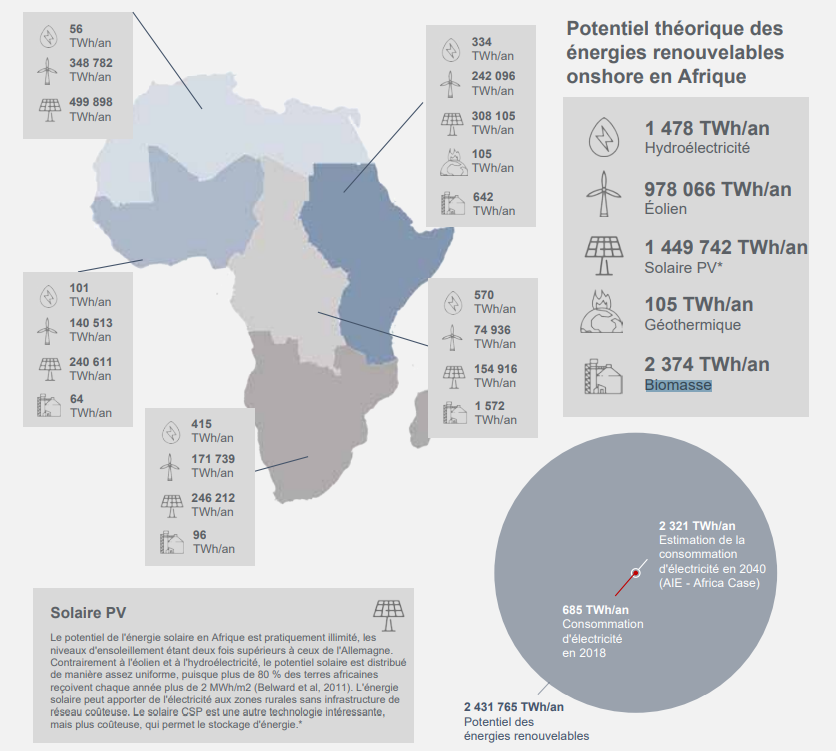 56
TWh/an
348 782
TWh/an
499 898
TWh/an
334
TWh/an
242 096
TWh/an
308 105
TWh/an
105
TWh/an
642
TWh/an
Potentiel théorique des
énergies renouvelables
onshore en Afrique
1 478 TWh/an
Hydroélectricité
978 066 TWh/an
Éolien
1 449 742 TWh/an
Solaire PV*
105 TWh/an
Géothermique
2 374 TWh/an
Biomasse
101
TWh/an
140 513
TWh/an
240 611
TWh/an
64
TWh/an
570
TWh/an
74 936
TWh/an
154 916
TWh/an
1 572
TWh/an
415
TWh/an
171 739
TWh/an
246 212
TWh/an
96
TWh/an
2 321 TWh/an
Estimation de la
consommation
d'électricité en 2040
(AIE - Africa Case)
685 TWh/an
Consommation
d'électricité
en 2018
2 431 765 TWh/an
Potentiel des
énergies renouvelables
Solaire PV
Le potentiel de l'énergie solaire en Afrique est pratiquement illimité, les
niveaux d'ensoleillement étant deux fois supérieurs à ceux de l'Allemagne.
Contrairement à l'éolien et à l'hydroélectricité, le potentiel solaire est distribué
de manière assez uniforme, puisque plus de 80 % des terres africaines
reçoivent chaque année plus de 2 MWh/m2 (Belward et al, 2011). L'énergie
solaire peut apporter de l'électricité aux zones rurales sans infrastructure de
réseau coûteuse. Le solaire CSP est une autre technologie intéressante,
mais plus coûteuse, qui permet le stockage d'énergie.*